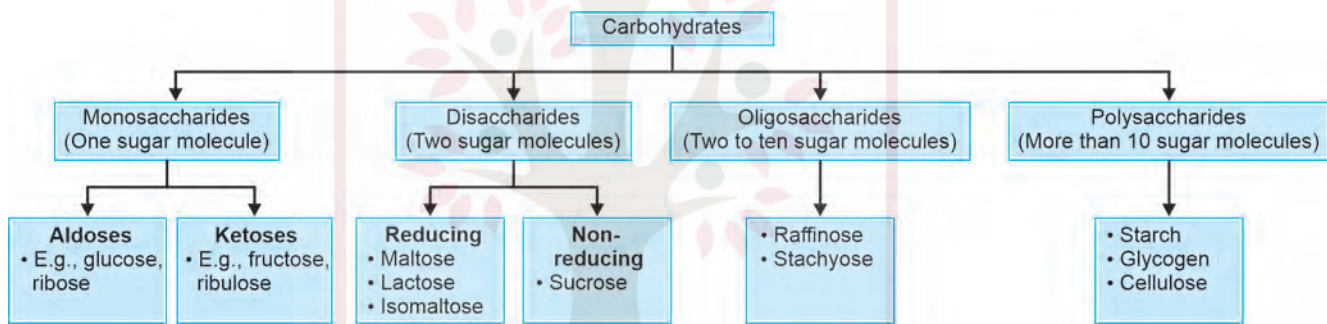 Carbohydrates
Monosaccharides
(One sugar molecule)
Disaccharides
(Two sugar molecules)
Oligosaccharides
(Two to ten sugar molecules)
Polysaccharides
(More than 10 sugar molecules)
Aldoses
• E.g., glucose,
ribose
Ketoses
• E.g., fructose,
ribulose
Reducing
• Maltose
• Lactose
• Isomaltose
Non-
reducing
• Sucrose
• Raffinose
• Stachyose
• Starch
• Glycogen
• Cellulose